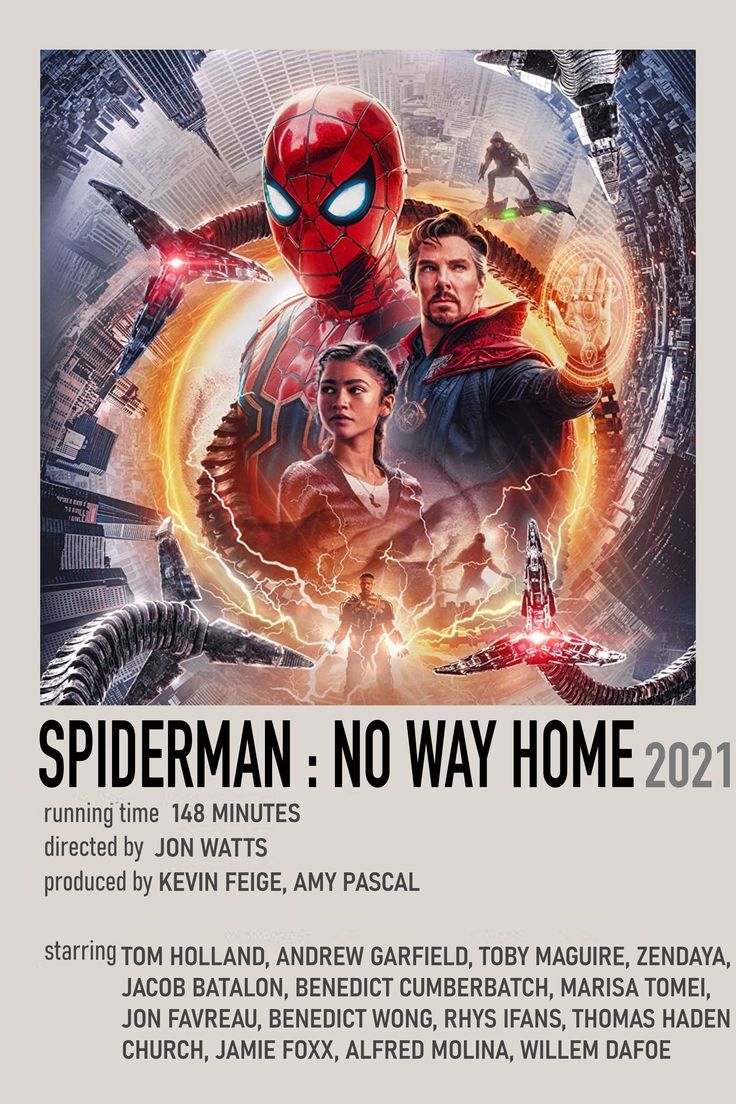 SPIDERMAN : NO WAY HOME 2021
running time 148 MINUTES
directed by JON WATTS
produced by KEVIN FEIGE, AMY PASCAL
starring TOM HOLLAND, ANDREW GARFIELD, TOBY MAGUIRE, ZENDAYA,
JACOB BATALON, BENEDICT CUMBERBATCH, MARISA TOMEI,
JON FAVREAU, BENEDICT WONG, RHYS IFANS, THOMAS HADEN
CHURCH, JAMIE FOXX, ALFRED MOLINA, WILLEM DAFOE